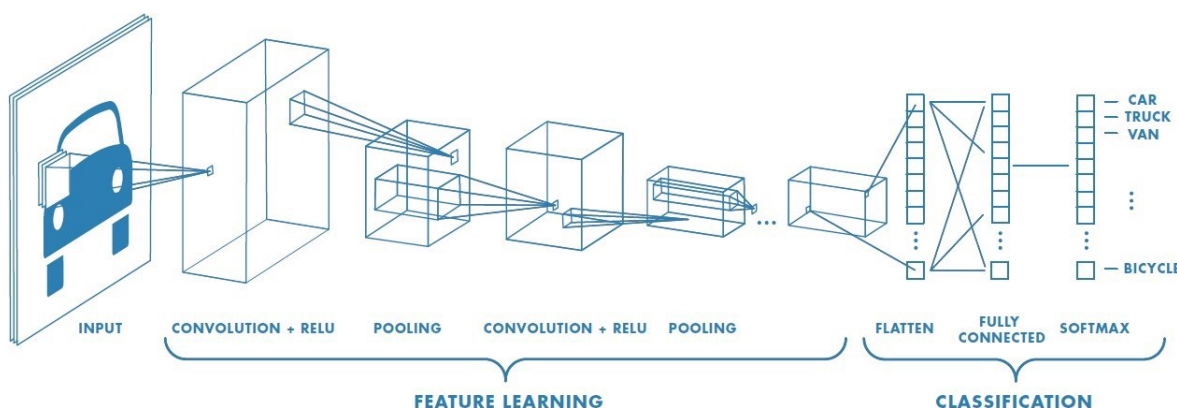 CAR
TRUCK
VAN
BICYCLE
INPUT
CONVOLUTION + RELU
POOLING
CONVOLUTION + RELU
POOLING
FLATTEN
FULLY
CONNECTED
SOFTMAX
FEATURE LEARNING
CLASSIFICATION